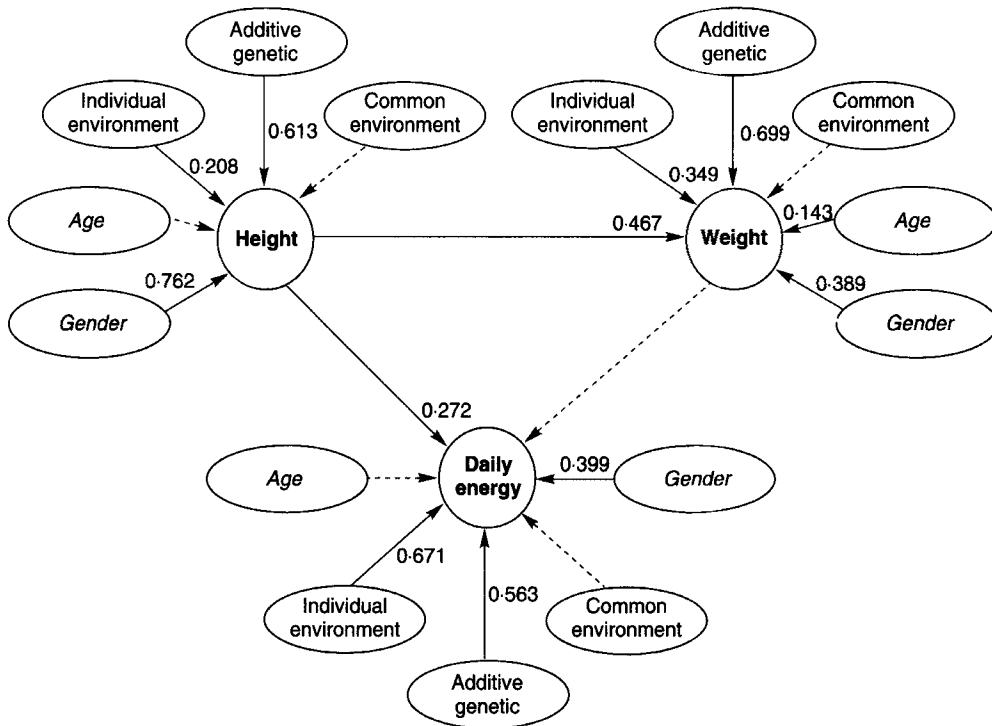 Additive
genetic
Additive
genetic
Individual
environment
Common
environment
Individual
environment
Common
environment
0·613
0·699
0·208
0·349
Age
Height
0·467
Weight
0·143
Age
0·762
0·389
Gender
Gender
0·272
Age
Daily
energy
0·399
Gender
0·671
0·563
Individual
environment
Common
environment
Additive
genetic